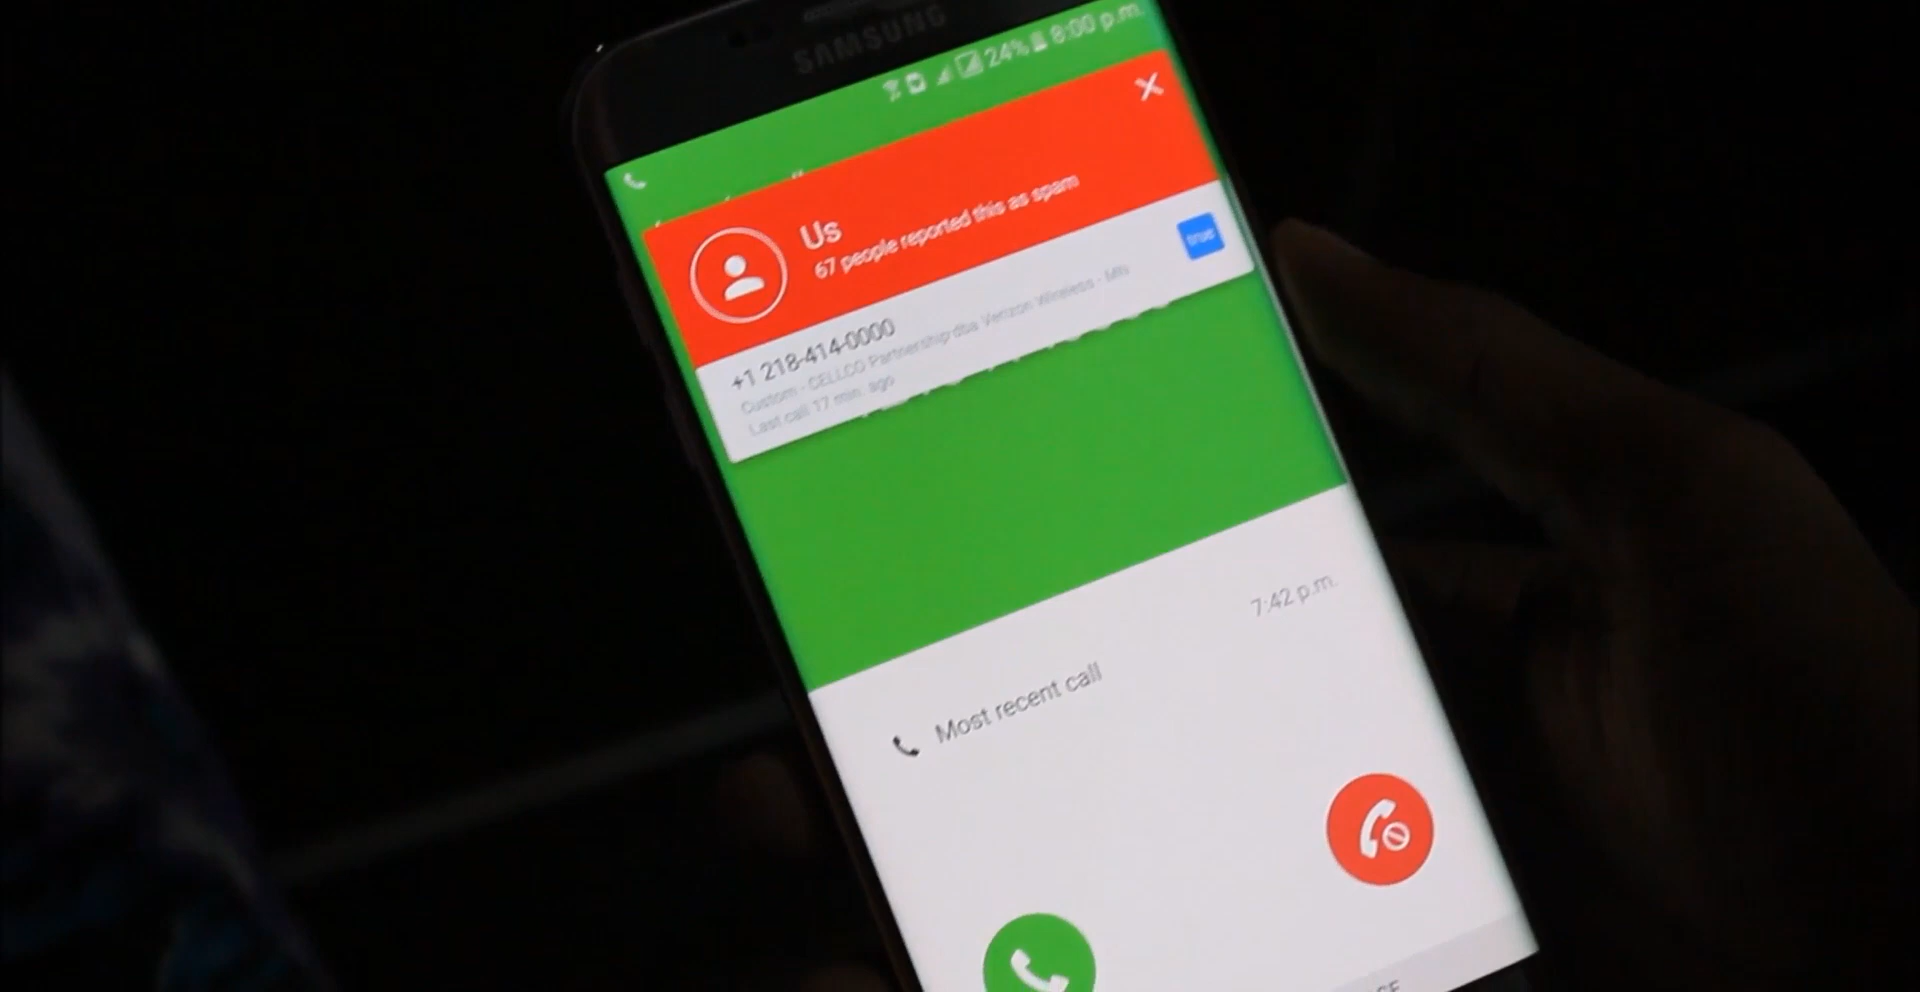 SAMSUNG
24% 8:00 p.m.
Us
67 people reported this as spam
true
+1 218-414-0000
Custom - CELLCO Partnership dba Verizon Wireless - MN
Last call 17 min. ago
7:42 p.m.
Most recent call